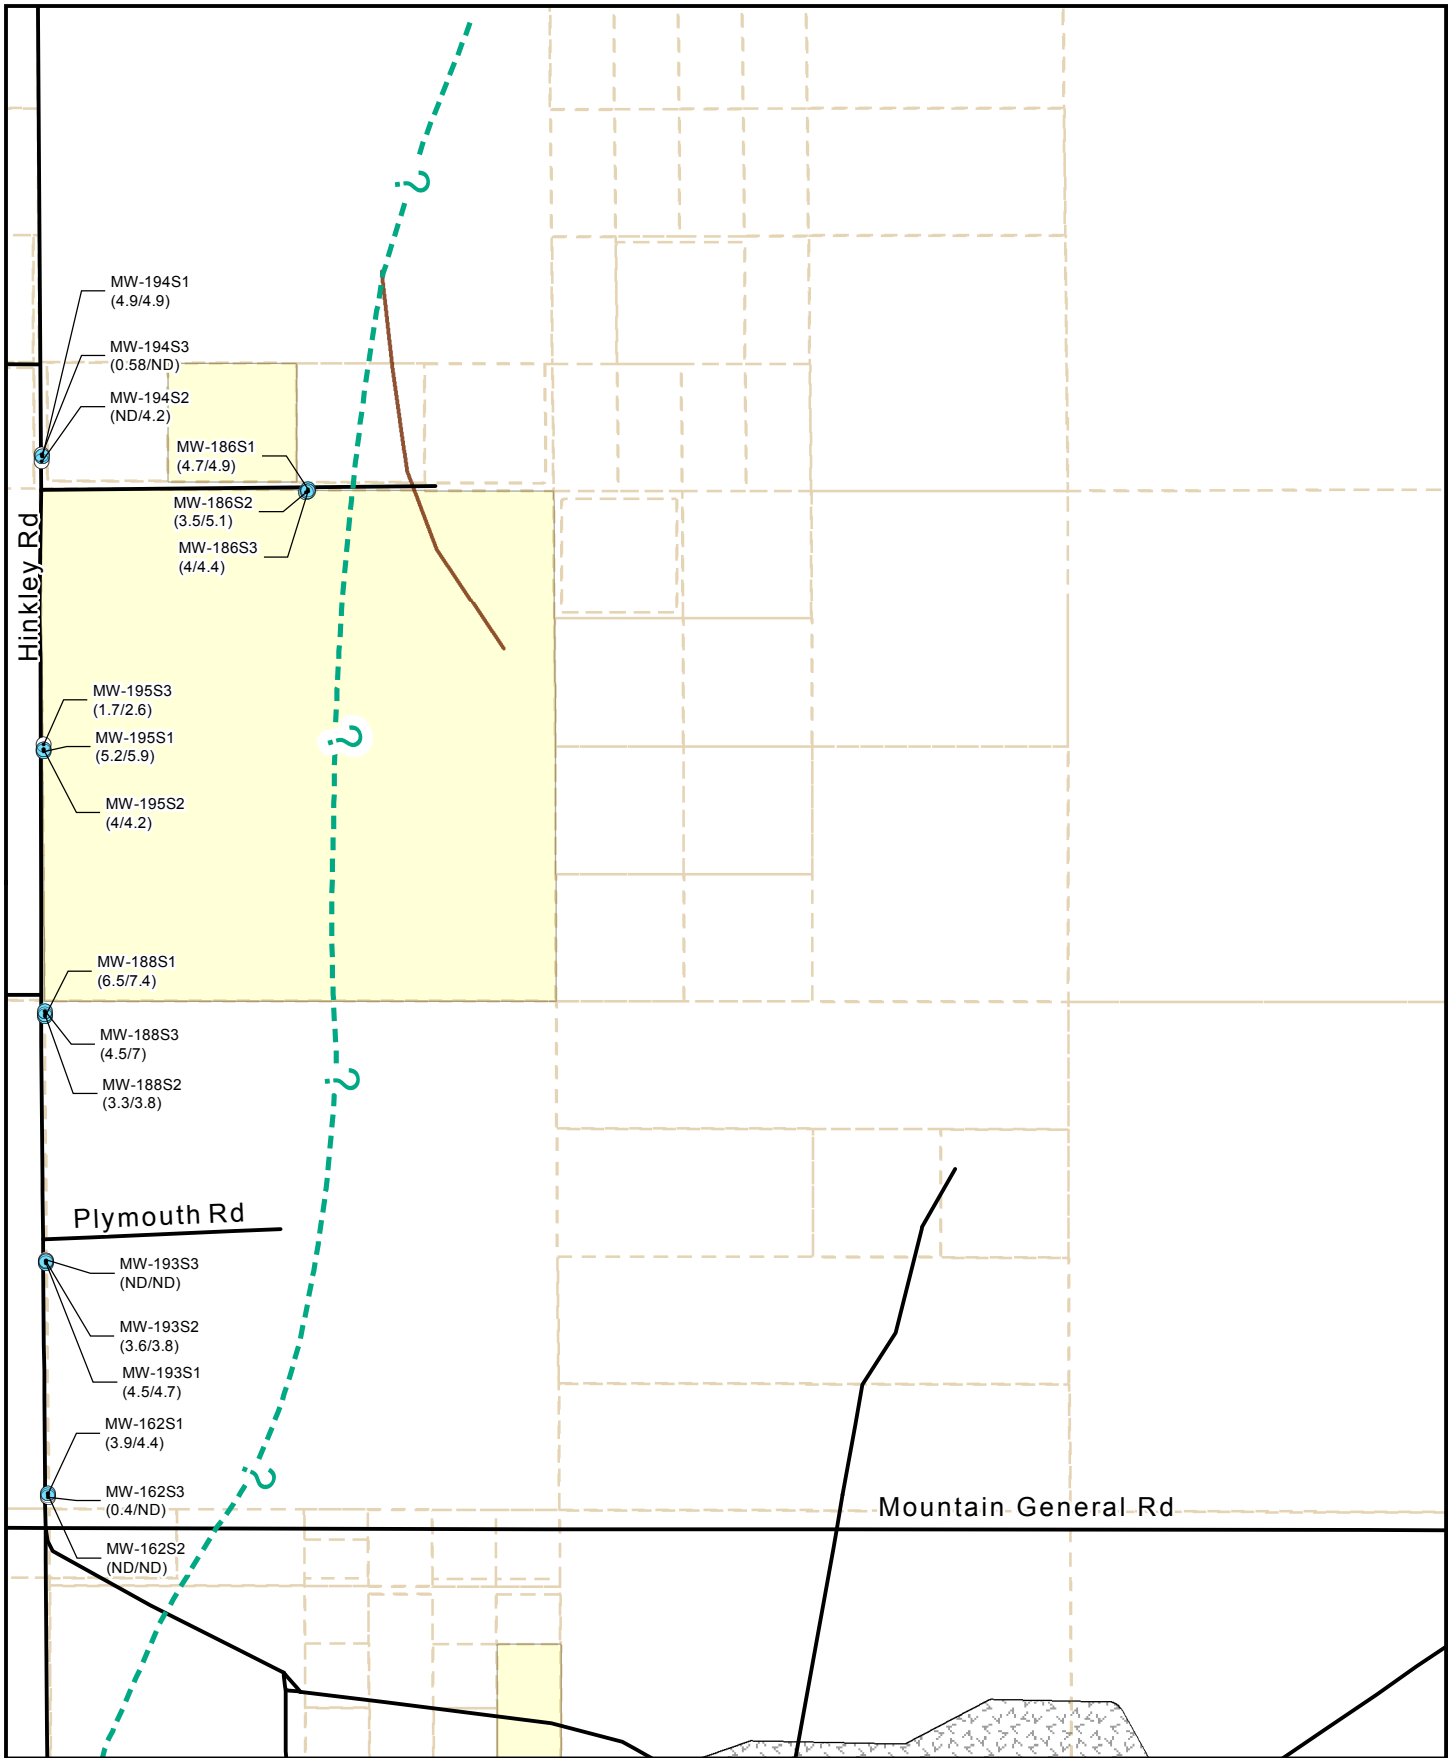 ?
MW-194S1
(4.9/4.9)
MW-194S3
(0.58/ND)
MW-194S2
(ND/4.2)
MW-186S1
(4.7/4.9)
MW-186S2
(3.5/5.1)
MW-186S3
(4/4.4)
Hinkley Rd
MW-195S3
(1.7/2.6)
?
MW-195S1
(5.2/5.9)
MW-195S2
(4/4.2)
MW-188S1
(6.5/7.4)
MW-188S3
(4.5/7)
?
MW-188S2
(3.3/3.8)
Plymouth Rd
MW-193S3
(ND/ND)
MW-193S2
(3.6/3.8)
MW-193S1
(4.5/4.7)
MW-162S1
(3.9/4.4)
?
MW-162S3
(0.4/ND)
Mountain General Rd
MW-162S2
(ND/ND)